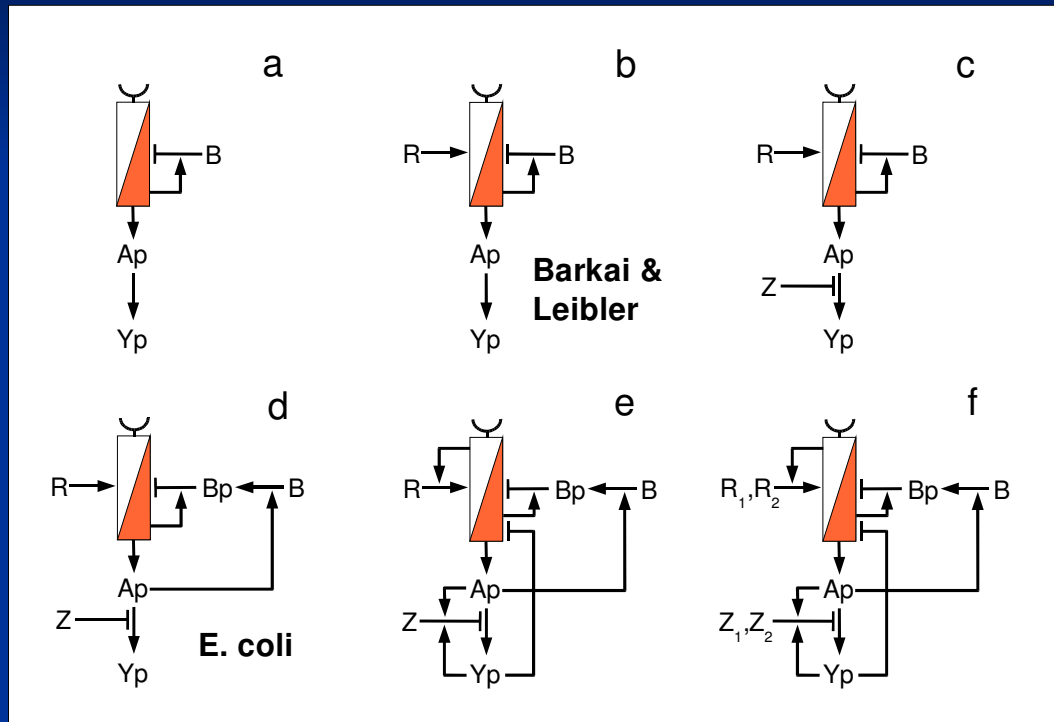 a
B
Ap
Yp
b
R
B
Ap
Yp
Barkai &
Leibler
c
R
B
Ap
Z
Yp
d
R
Bp
B
Ap
Z
Yp
E. coli
e
R
Bp
B
Ap
Z
Yp
f
R₁,R₂
Bp
B
Ap
Z₁,Z₂
Yp